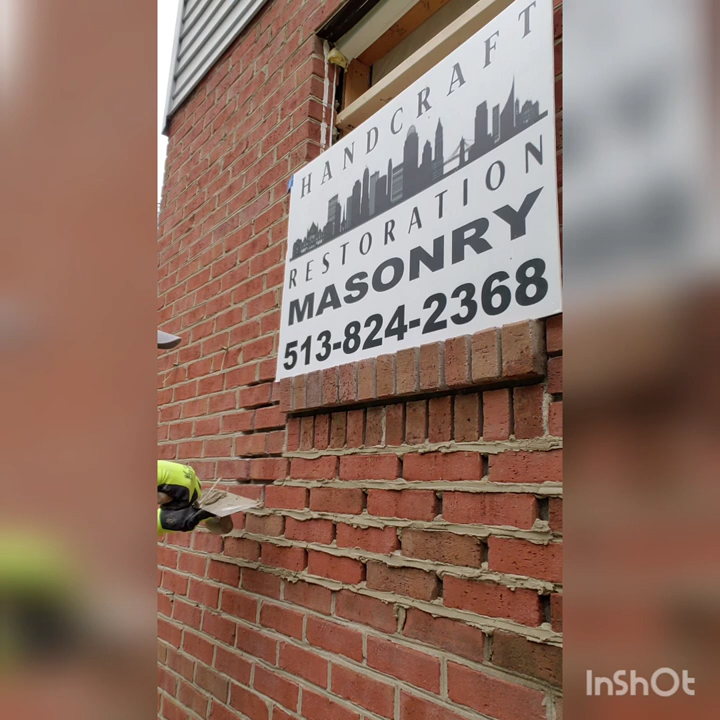 HANDCRAFT
RESTORATION
MASONRY
513-824-2368
InShOt